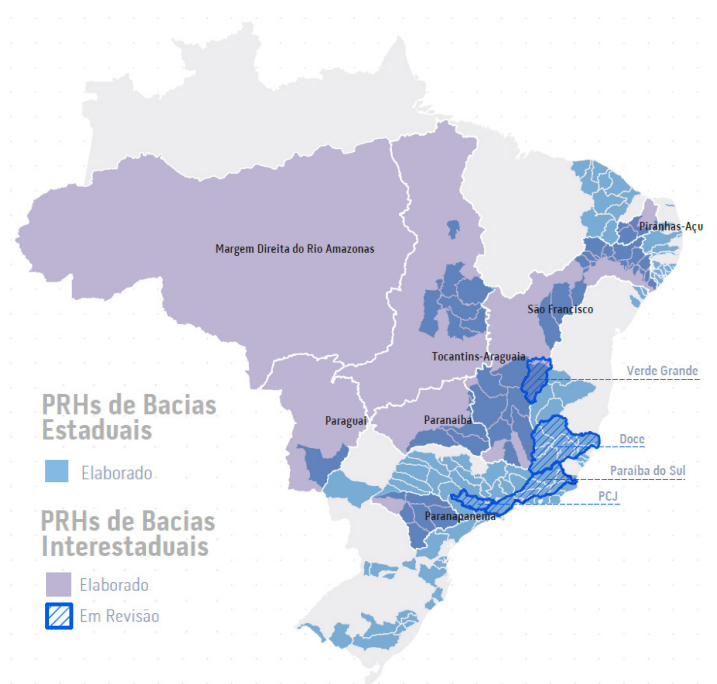 Piranhas-Açu
Margem Direita do Rio Amazonas
São Francisco
Tocantins-Araguaia
Verde Grande
Paraguai
Paranaíba
Doce
Paraíba do Sul
PCJ
Paranapanema
PRHs de Bacias
Estaduais
Elaborado
PRHs de Bacias
Interestaduais
Elaborado
Em Revisão